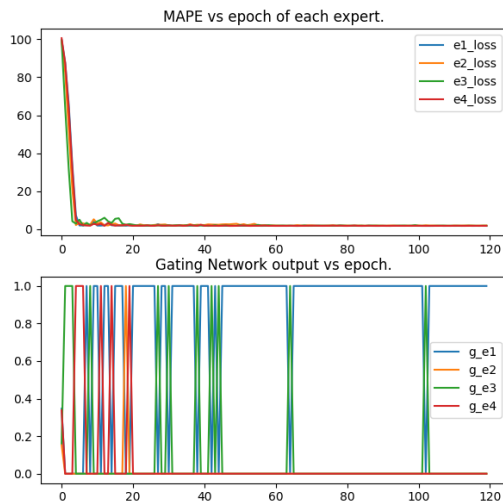 MAPE vs epoch of each expert.
100
80
60
40
20
0
e1_loss
e2_loss
e3_loss
e4_loss
0 20 40 60 80 100 120
Gating Network output vs epoch.
1.0
0.8
0.6
0.4
0.2
0.0
g_e1
g_e2
g_e3
g_e4
0 20 40 60 80 100 120